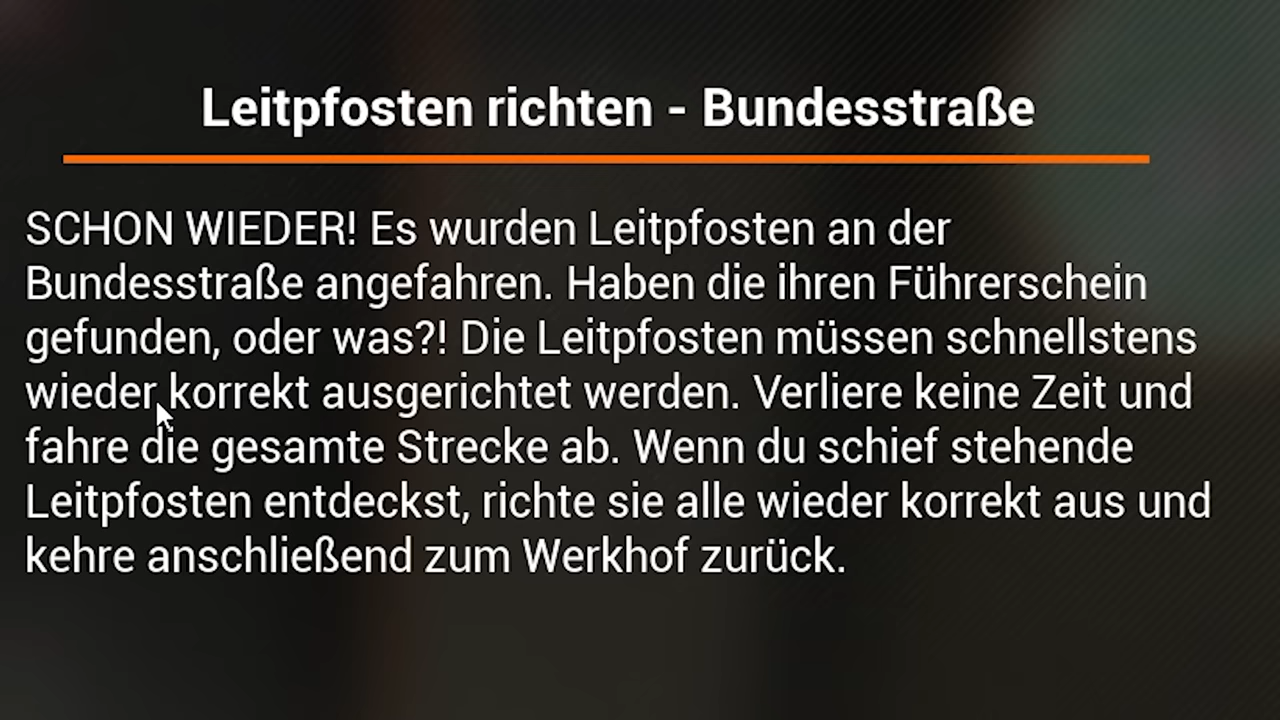 Leitpfosten richten - Bundesstraße
SCHON WIEDER! Es wurden Leitpfosten an der
Bundesstraße angefahren. Haben die ihren Führerschein
gefunden, oder was?! Die Leitpfosten müssen schnellstens
wieder korrekt ausgerichtet werden. Verliere keine Zeit und
fahre die gesamte Strecke ab. Wenn du schief stehende
Leitpfosten entdeckst, richte sie alle wieder korrekt aus und
kehre anschließend zum Werkhof zurück.